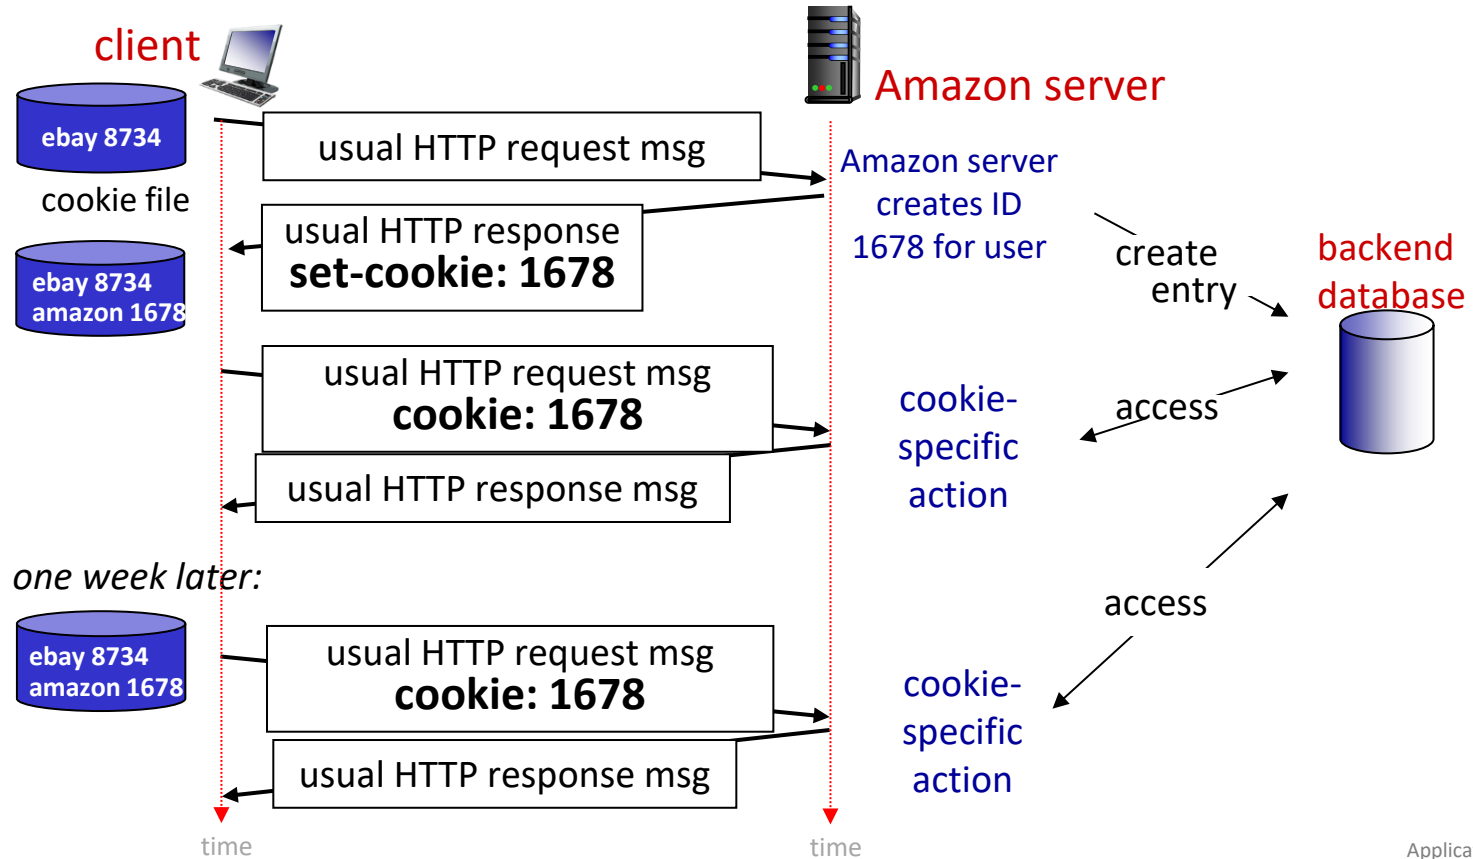 client
Amazon server
ebay 8734
cookie file
usual HTTP request msg
Amazon server
creates ID
1678 for user
usual HTTP response
set-cookie: 1678
ebay 8734
amazon 1678
create
entry
backend
database
usual HTTP request msg
cookie: 1678
cookie-
specific
action
access
usual HTTP response msg
one week later:
ebay 8734
amazon 1678
usual HTTP request msg
cookie: 1678
cookie-
specific
action
access
usual HTTP response msg
time
time
Applica